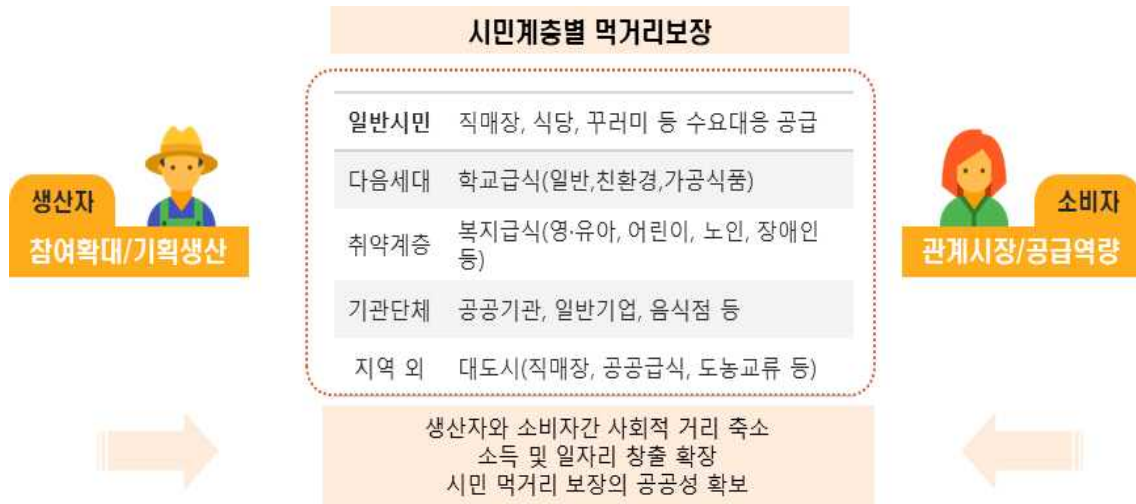 시민계층별 먹거리보장
생산자
참여확대/기획생산
일반시민 직매장, 식당, 꾸러미 등 수요대응 공급
다음세대 학교급식(일반,친환경,가공식품)
취약계층 복지급식(영·유아, 어린이, 노인, 장애인
등)
기관단체 공공기관, 일반기업, 음식점 등
지역 외 대도시(직매장, 공공급식, 도농교류 등)
소비자
관계시장/공급역량
생산자와 소비자간 사회적 거리 축소
소득 및 일자리 창출 확장
시민 먹거리 보장의 공공성 확보